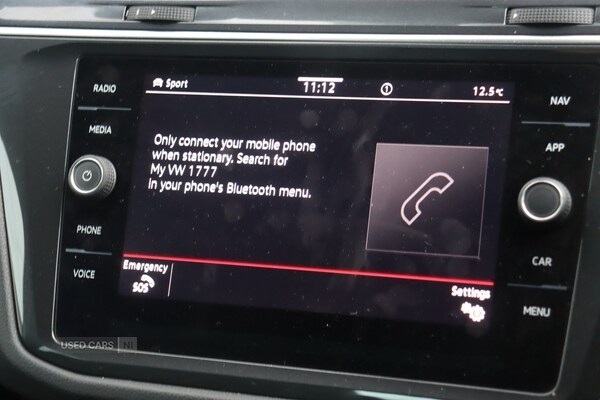 RADIO
MEDIA
PHONE
VOICE
Sport
11:12
12.5°C
Only connect your mobile phone
when stationary. Search for
My VW 1777
in your phone's Bluetooth menu.
Emergency
SOS
Settings
NAV
APP
CAR
MENU
USED CARS NI